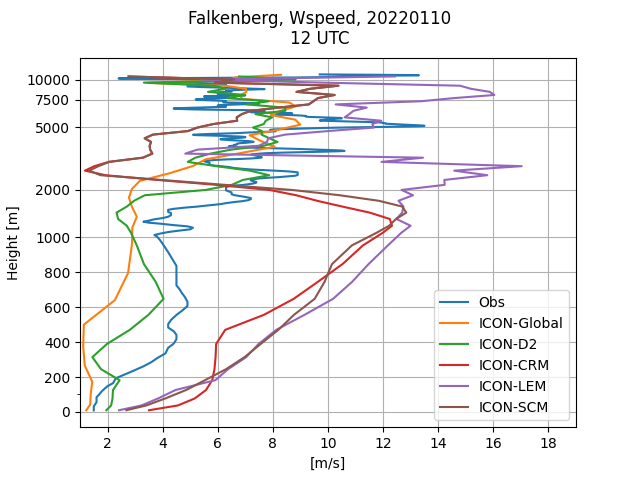 Falkenberg, Wspeed, 20220110
12 UTC
10000
7500
5000
2000
1000
800
600
400
200
0
Height [m]
2 4 6 8 10 12 14 16 18
[m/s]
Obs
ICON-Global
ICON-D2
ICON-CRM
ICON-LEM
ICON-SCM